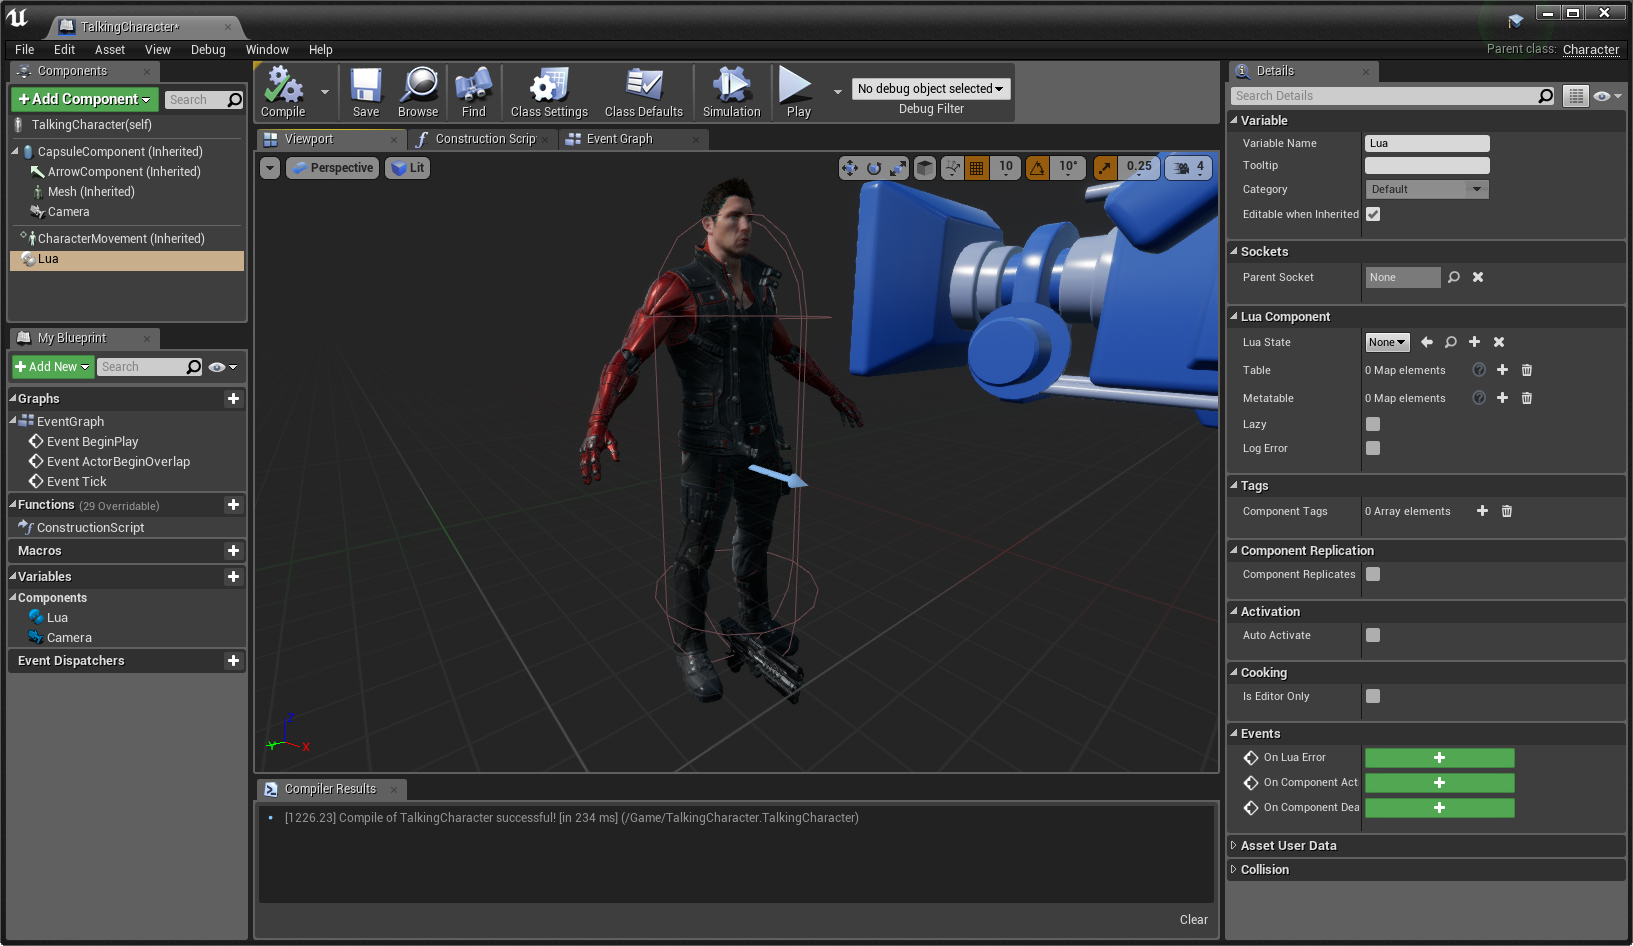 TalkingCharacter*
File Edit Asset View Debug Window Help
Parent class: Character
Components
+ Add Component
Search
TalkingCharacter(self)
CapsuleComponent (Inherited)
ArrowComponent (Inherited)
Mesh (Inherited)
Camera
CharacterMovement (Inherited)
Lua
My Blueprint
+ Add New
Search
Graphs
EventGraph
Event BeginPlay
Event ActorBeginOverlap
Event Tick
Functions (29 Overridable)
ConstructionScript
Macros
Variables
Components
Lua
Camera
Event Dispatchers
Compile Save Browse Find Class Settings Class Defaults Simulation Play
No debug object selected
Debug Filter
Viewport Construction Scrip Event Graph
Perspective Lit
10 10° 0.25 4
Z
Y X
Compiler Results
[1226.23] Compile of TalkingCharacter successful! [in 234 ms] (/Game/TalkingCharacter.TalkingCharacter)
Clear
Details
Search Details
Variable
Variable Name Lua
Tooltip
Category Default
Editable when Inherited
Sockets
Parent Socket None
Lua Component
Lua State None
Table 0 Map elements
Metatable 0 Map elements
Lazy
Log Error
Tags
Component Tags 0 Array elements
Component Replication
Component Replicates
Activation
Auto Activate
Cooking
Is Editor Only
Events
On Lua Error
On Component Act
On Component Dea
Asset User Data
Collision